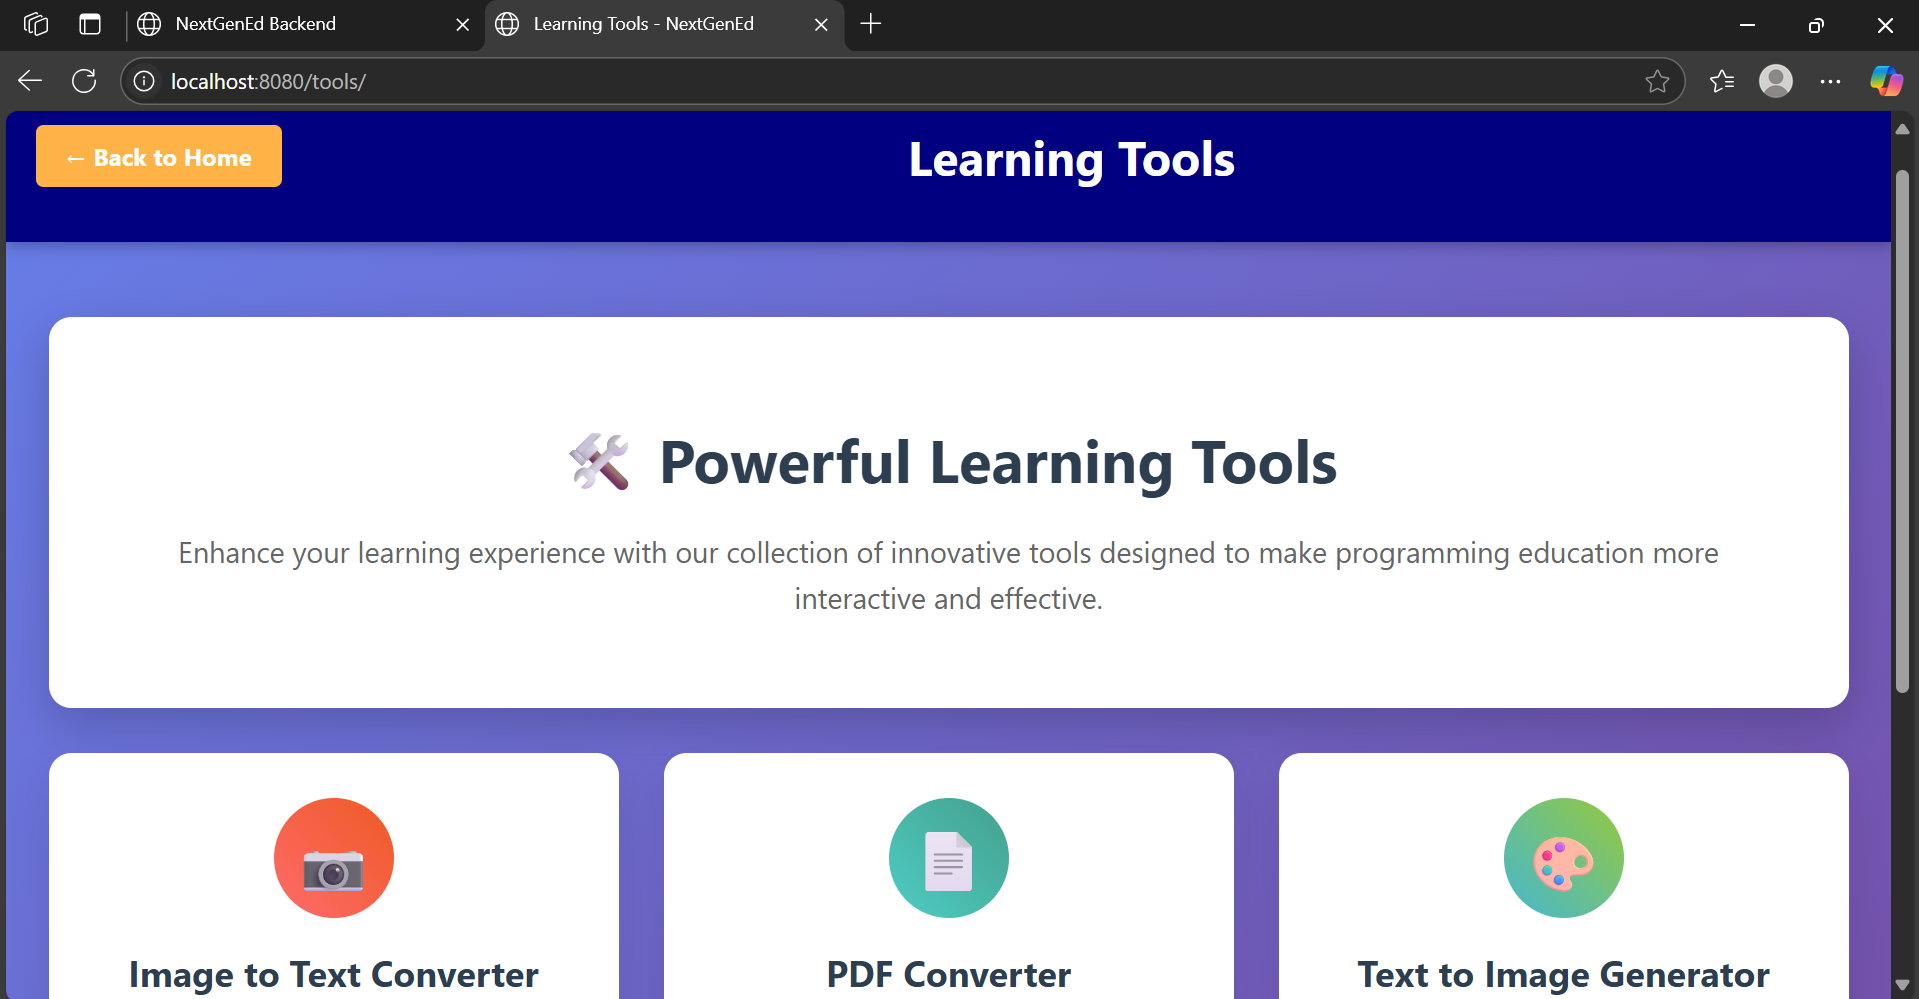 NextGenEd Backend
Learning Tools - NextGenEd
localhost:8080/tools/
← Back to Home
Learning Tools
Powerful Learning Tools
Enhance your learning experience with our collection of innovative tools designed to make programming education more
interactive and effective.
Image to Text Converter
PDF Converter
Text to Image Generator